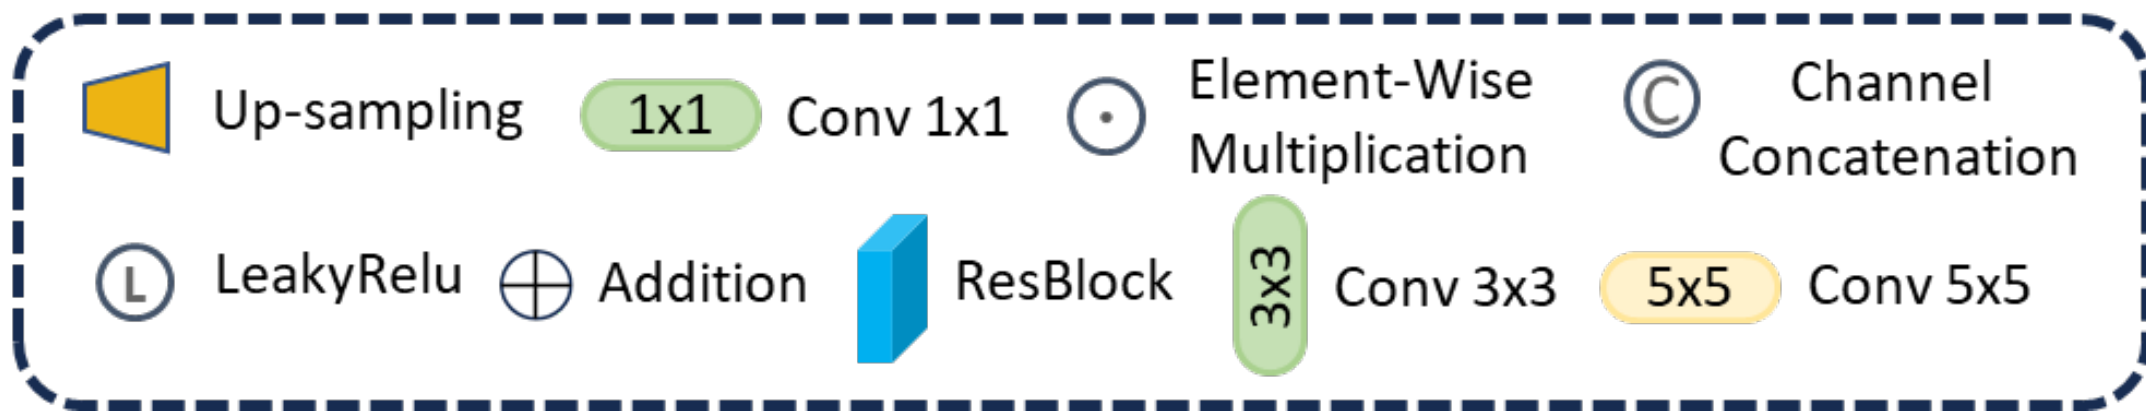 Up-sampling 1x1 Conv 1x1 Element-Wise Multiplication C Channel Concatenation
L LeakyRelu Addition ResBlock 3x3 Conv 3x3 5x5 Conv 5x5